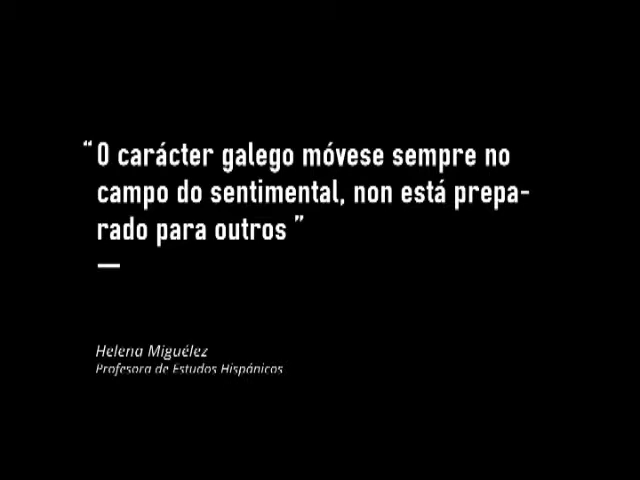 “ O carácter galego móvese sempre no
campo do sentimental, non está prepa-
rado para outros ”
Helena Miguélez
Profesora de Estudos Hispánicos